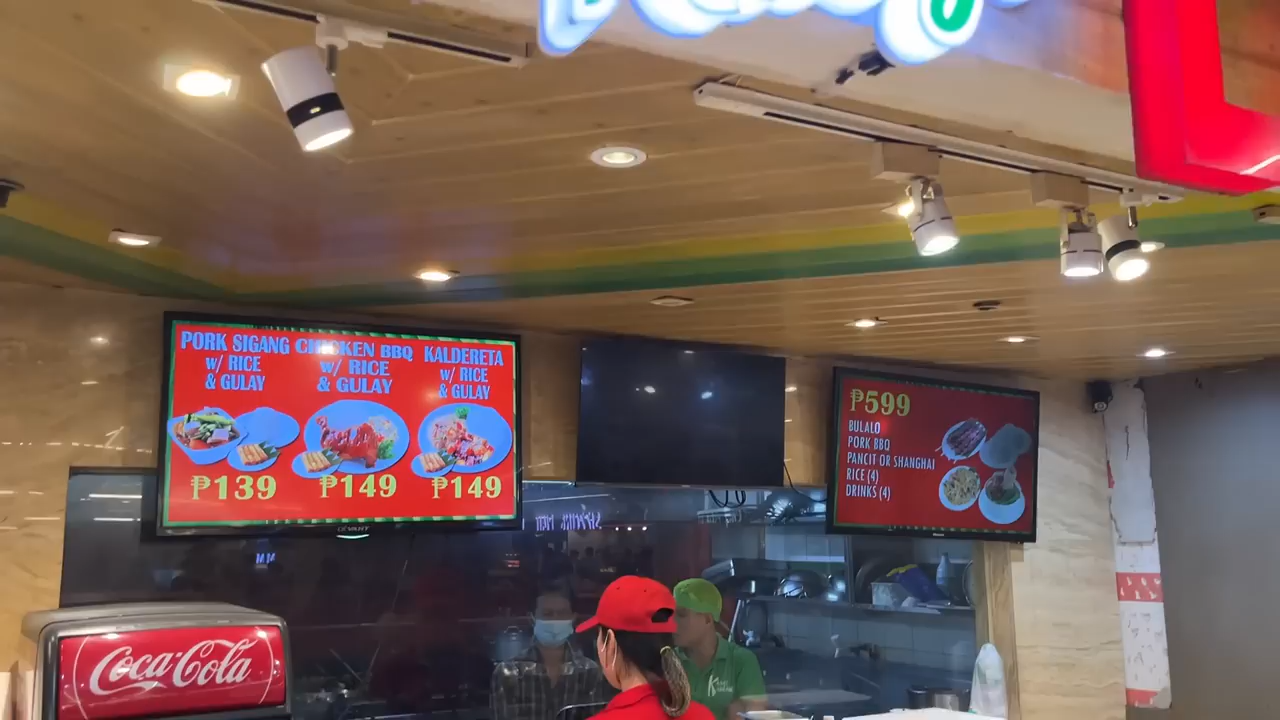 PORK SIGANG
w/ RICE
& GULAY
₱139
CHICKEN BBQ
w/ RICE
& GULAY
₱149
KALDERETA
w/ RICE
& GULAY
₱149
₱599
BULALO
PORK BBQ
PANCIT OR SHANGHAI
RICE (4)
DRINKS (4)
Coca-Cola